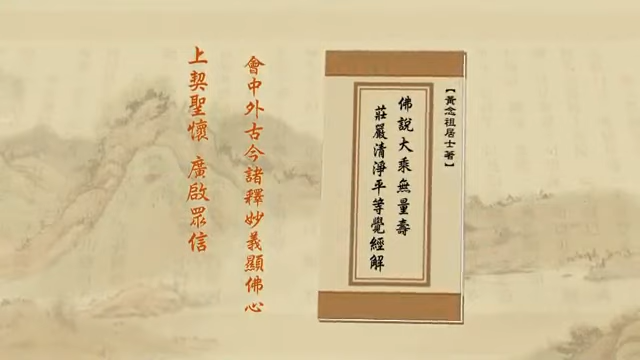 【黃念祖居士著】
佛說大乘無量壽
莊嚴清淨平等覺經解
會中外古今諸釋妙義顯佛心
上契聖懷 廣啟眾信